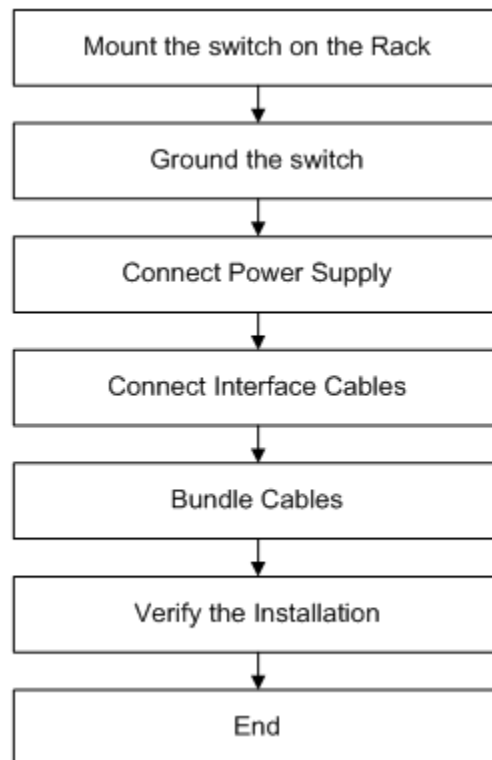 Mount the switch on the Rack
Ground the switch
Connect Power Supply
Connect Interface Cables
Bundle Cables
Verify the Installation
End